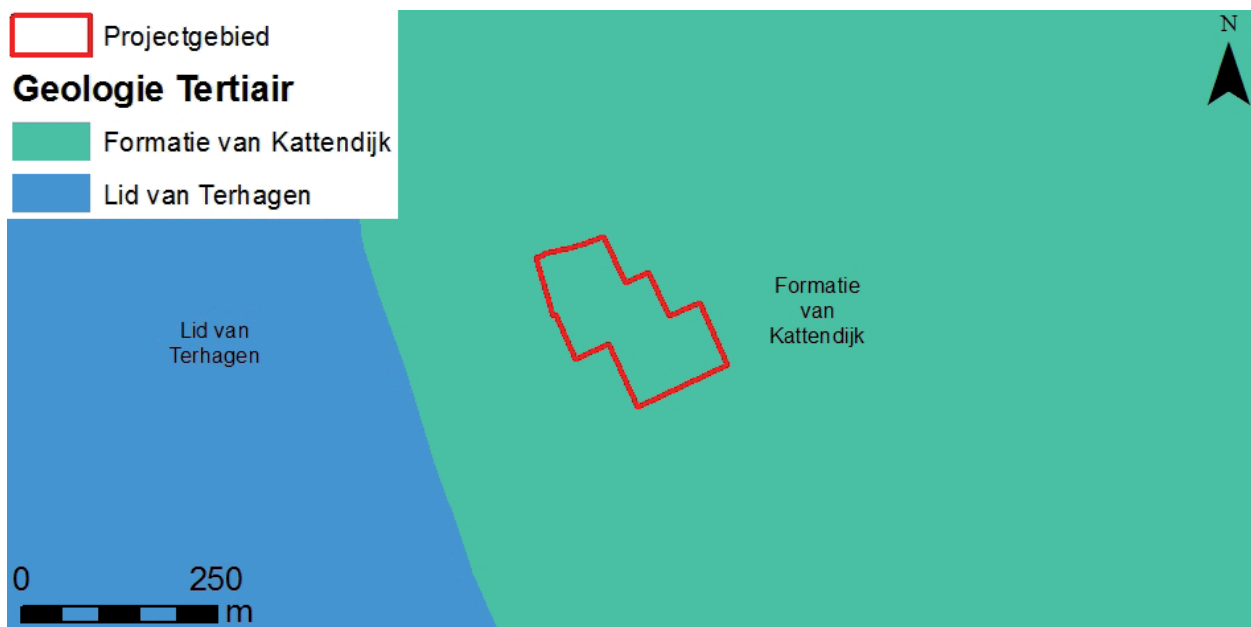 Projectgebied
Geologie Tertiair
Formatie van Kattendijk
Lid van Terhagen
N
Lid van
Terhagen
Formatie
van
Kattendijk
0 250
m